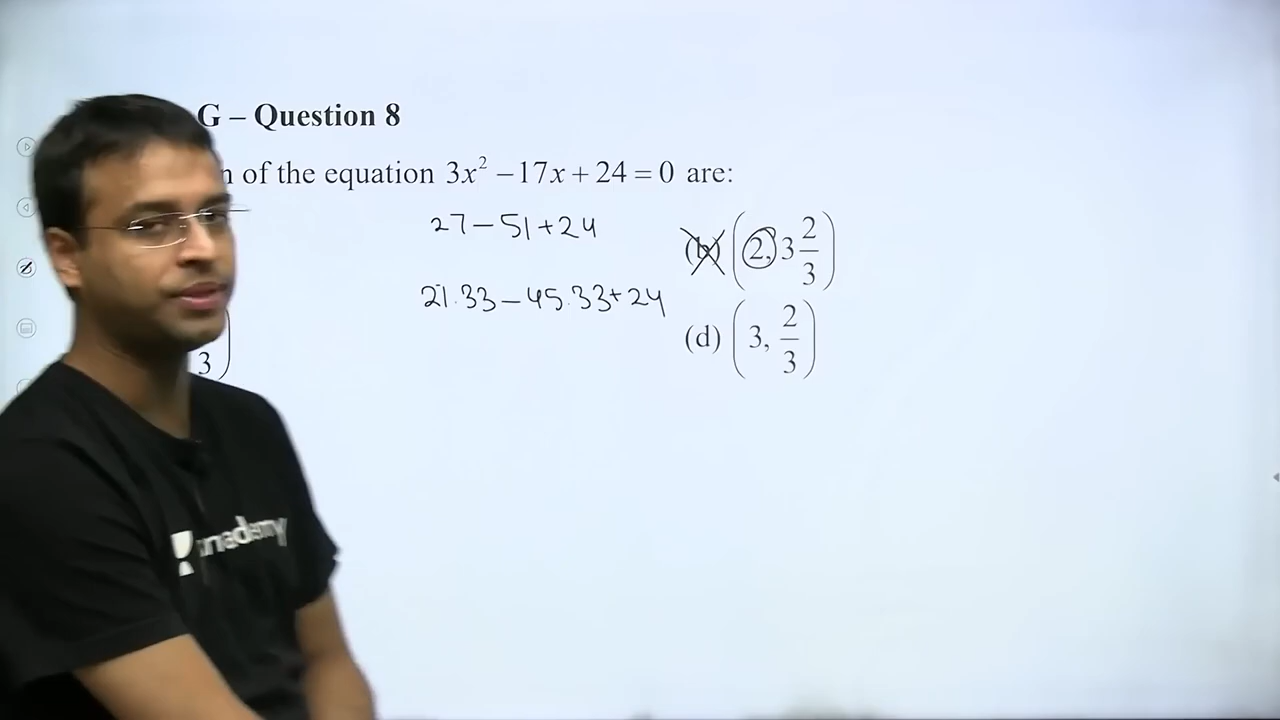 G – Question 8
of the equation 3x² – 17x + 24 = 0 are:
27 – 51 + 24
(b) (2, 3 2/3)
21.33 – 45.33 + 24
(d) (3, 2/3)
3)